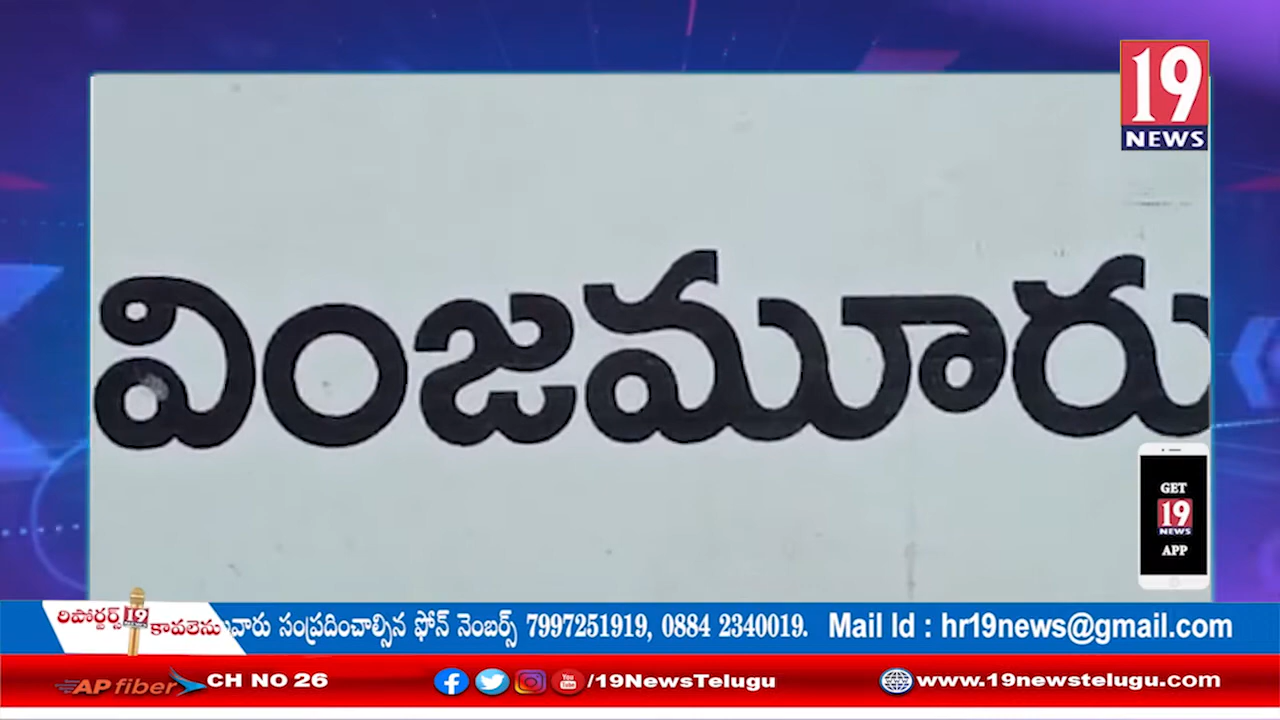 19
NEWS
వింజమూరు
GET
19
NEWS
APP
రిపోర్టర్స్ 19 కావలెను
వారు సంప్రదించాల్సిన ఫోన్ నెంబర్స్ 7997251919, 0884 2340019. Mail Id : hr19news@gmail.com
AP fiber CH NO 26 /19NewsTelugu www.19newstelugu.com